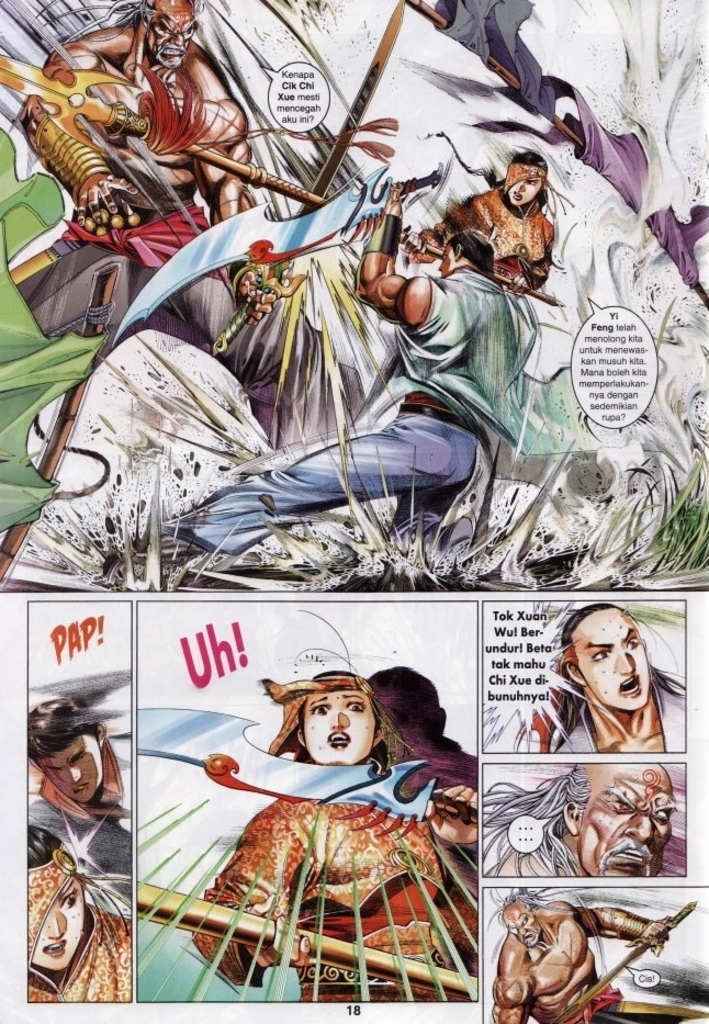 Kenapa
Cik Chi
Xue mesti
mencegah
aku ini?
Yi
Feng telah
menolong kita
untuk menewas-
kan musuh kita.
Mana boleh kita
memperlakukan-
nya dengan
sedemikian
rupa?
PAP!
Uh!
Tok Xuan
Wu! Ber-
undur! Beta
tak mahu
Chi Xue di-
bunuhnya!
...
Cis!
18